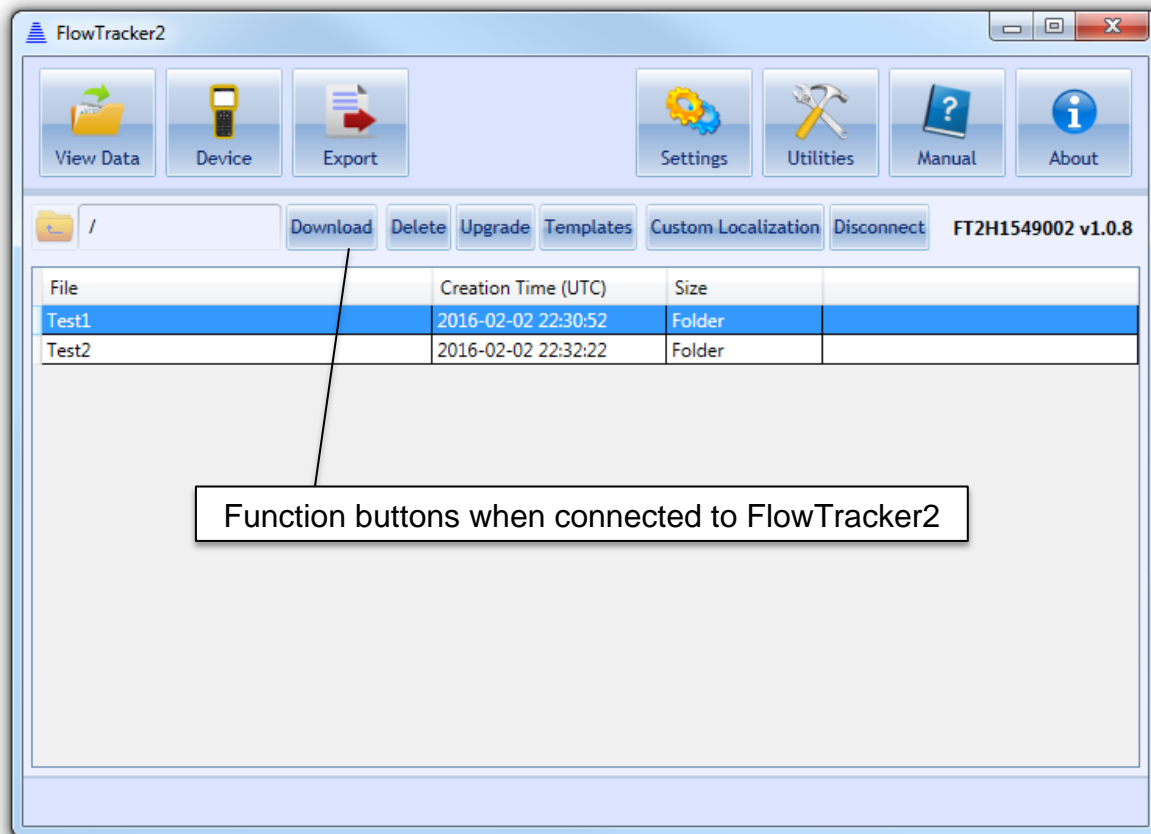 FlowTracker2
View Data Device Export Settings Utilities Manual About
/ Download Delete Upgrade Templates Custom Localization Disconnect FT2H1549002 v1.0.8
File Creation Time (UTC) Size
Test1 2016-02-02 22:30:52 Folder
Test2 2016-02-02 22:32:22 Folder
Function buttons when connected to FlowTracker2